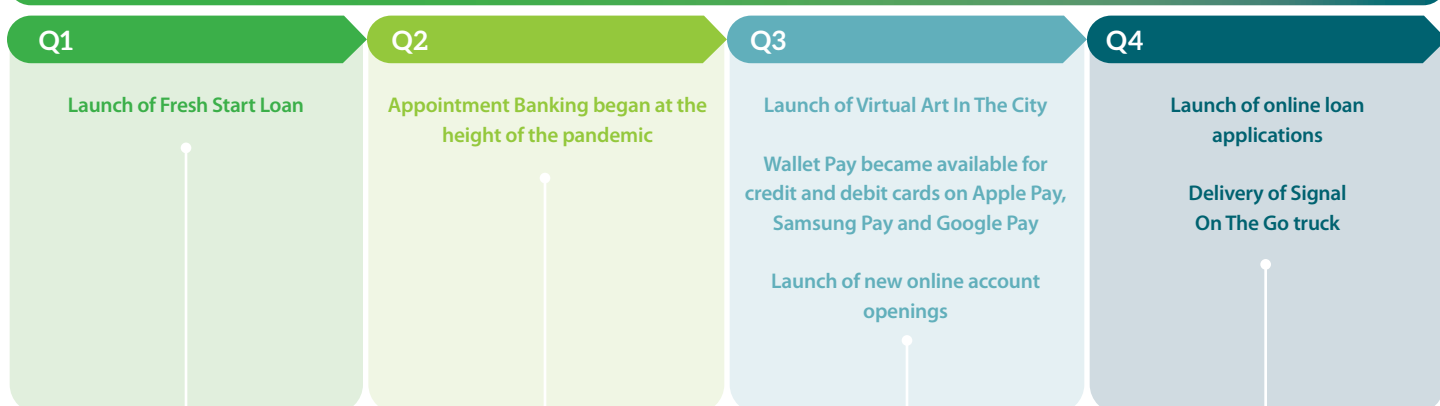 Q1
Launch of Fresh Start Loan
Q2
Appointment Banking began at the
height of the pandemic
Q3
Launch of Virtual Art In The City
Wallet Pay became available for
credit and debit cards on Apple Pay,
Samsung Pay and Google Pay
Launch of new online account
openings
Q4
Launch of online loan
applications
Delivery of Signal
On The Go truck